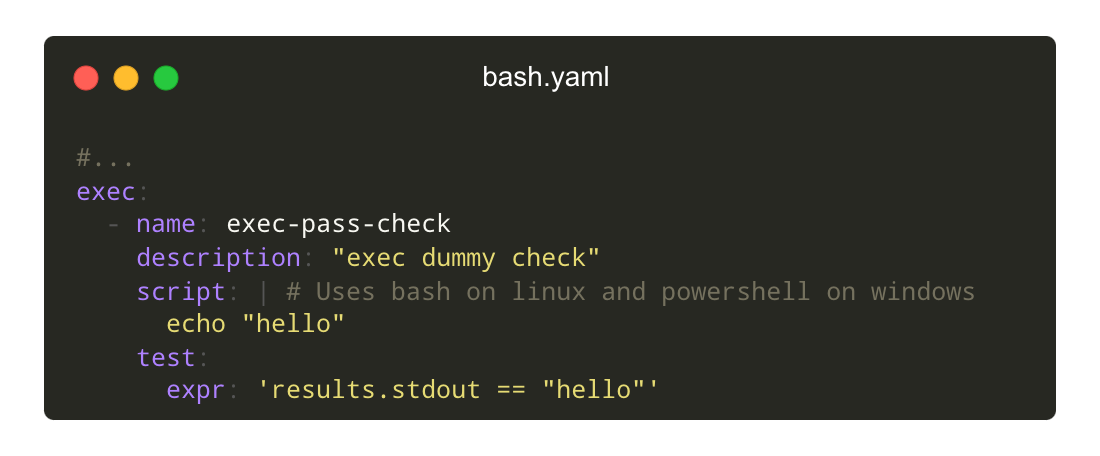 bash.yaml
#...
exec:
  - name: exec-pass-check
    description: "exec dummy check"
    script: | # Uses bash on linux and powershell on windows
      echo "hello"
    test:
      expr: 'results.stdout == "hello"'